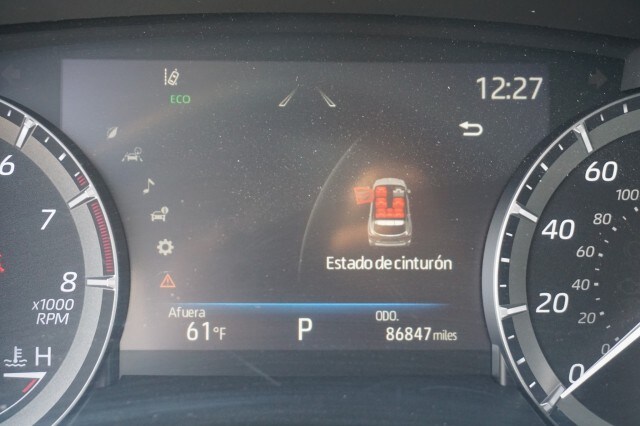 12:27
ECO
6
7
8
x1000
RPM
H
Estado de cinturón
Afuera
61°F
P
ODO.
86847 miles
60
40
20
0
100
80
60
40
20
0